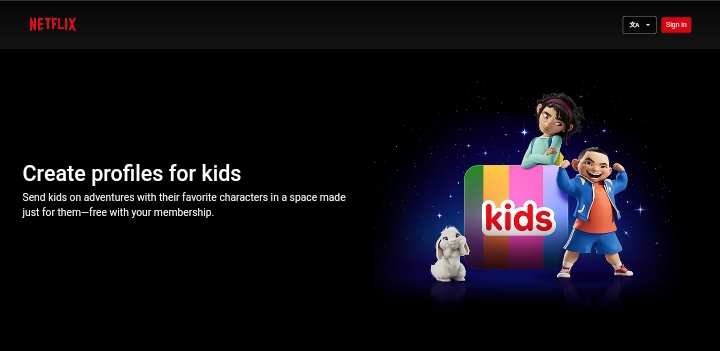 NETFLIX
文A
Sign in
Create profiles for kids
Send kids on adventures with their favorite characters in a space made
just for them—free with your membership.
kids